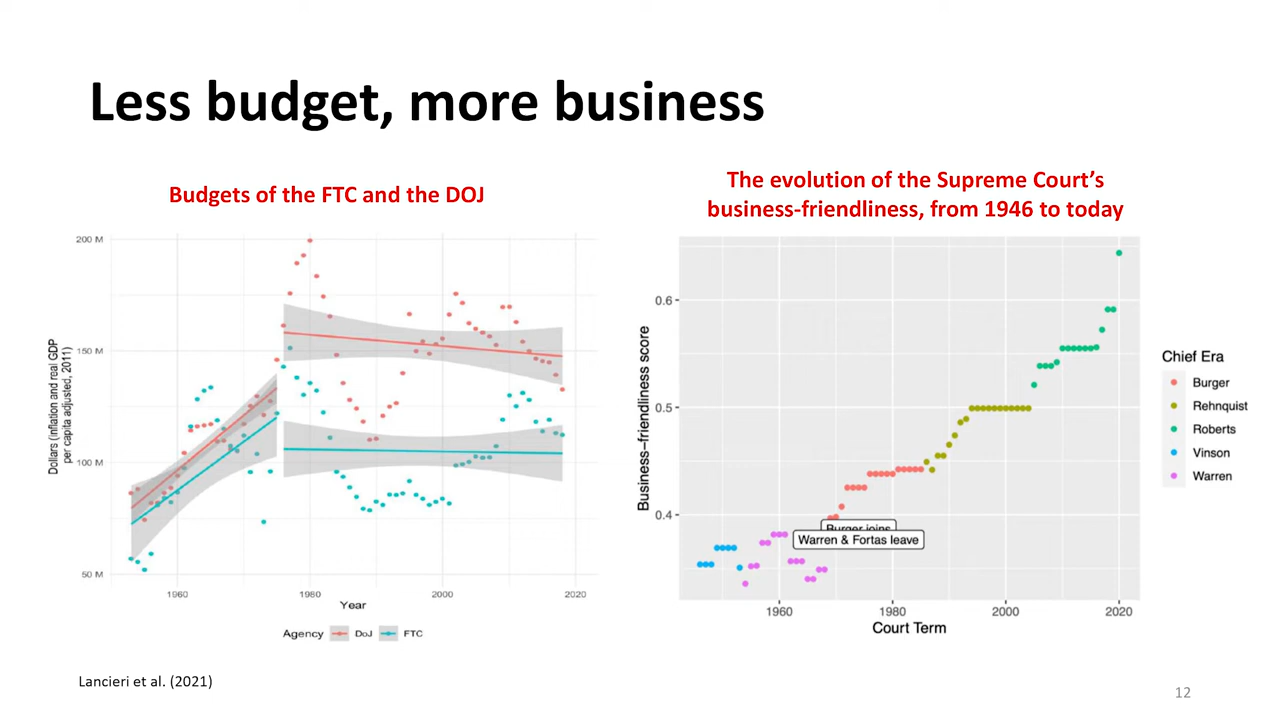 Less budget, more business
Budgets of the FTC and the DOJ
200 M
150 M
100 M
50 M
Dollars (inflation and real GDP
per capita adjusted, 2011)
1960
1980
2000
2020
Year
Agency
DoJ
FTC
The evolution of the Supreme Court's
business-friendliness, from 1946 to today
0.6
0.5
0.4
Business–friendliness score
Burger joins
Warren & Fortas leave
1960
1980
2000
2020
Court Term
Chief Era
Burger
Rehnquist
Roberts
Vinson
Warren
Lancieri et al. (2021)
12